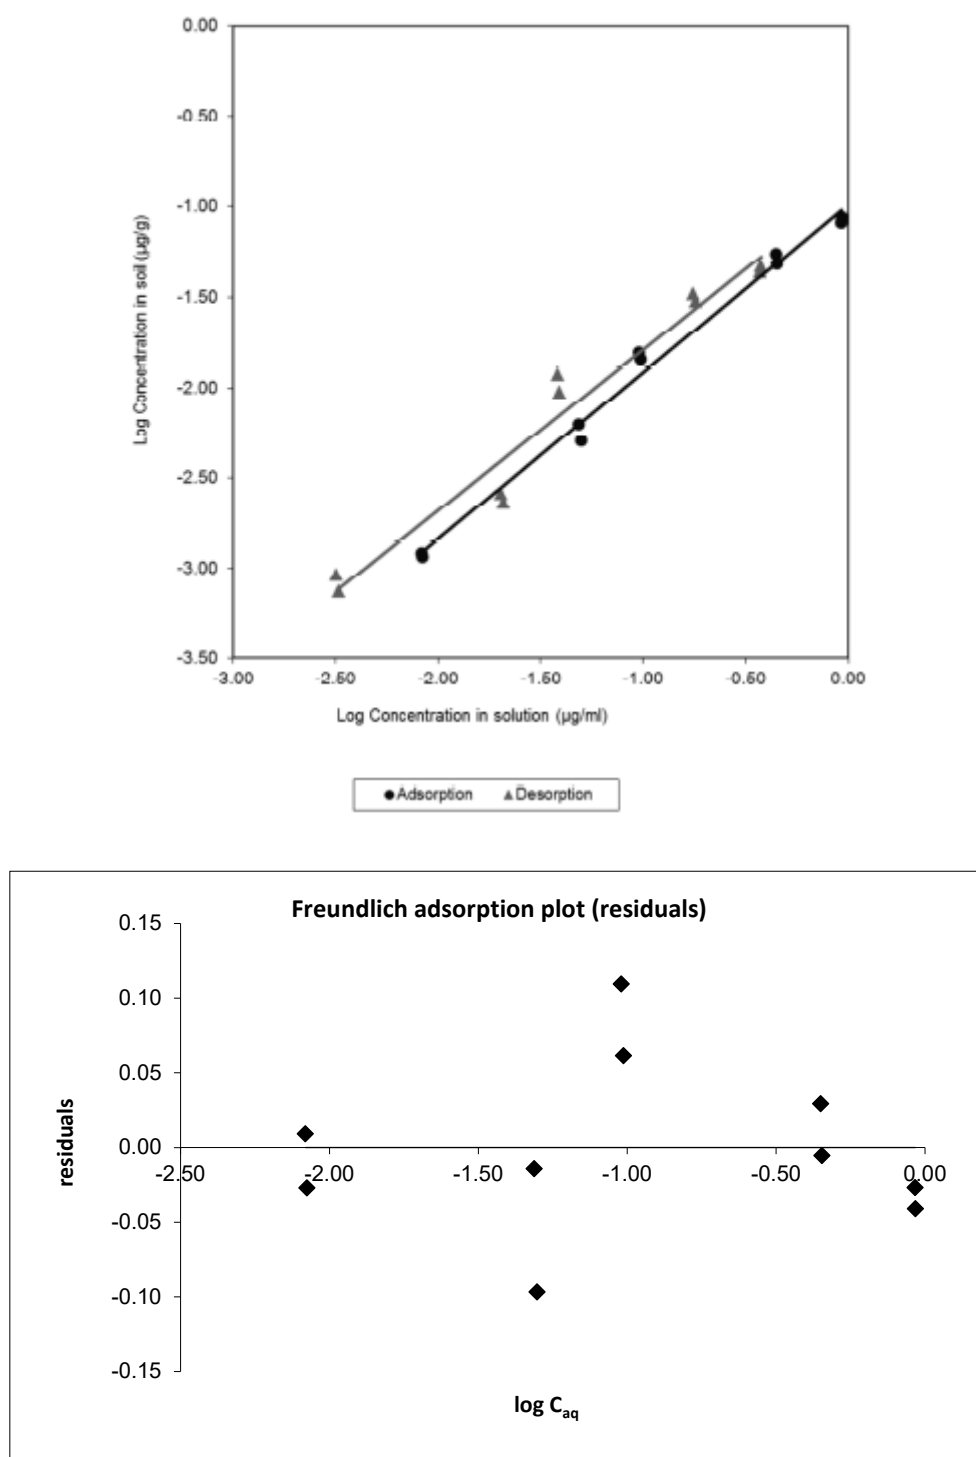 0.00
-0.50
-1.00
-1.50
-2.00
-2.50
-3.00
-3.50
Log Concentration in soil (µg/g)
-3.00 -2.50 -2.00 -1.50 -1.00 -0.50 0.00
Log Concentration in solution (µg/ml)
Adsorption Desorption
Freundlich adsorption plot (residuals)
0.15
0.10
0.05
0.00
-0.05
-0.10
-0.15
residuals
-2.50 -2.00 -1.50 -1.00 -0.50 0.00
log Caq